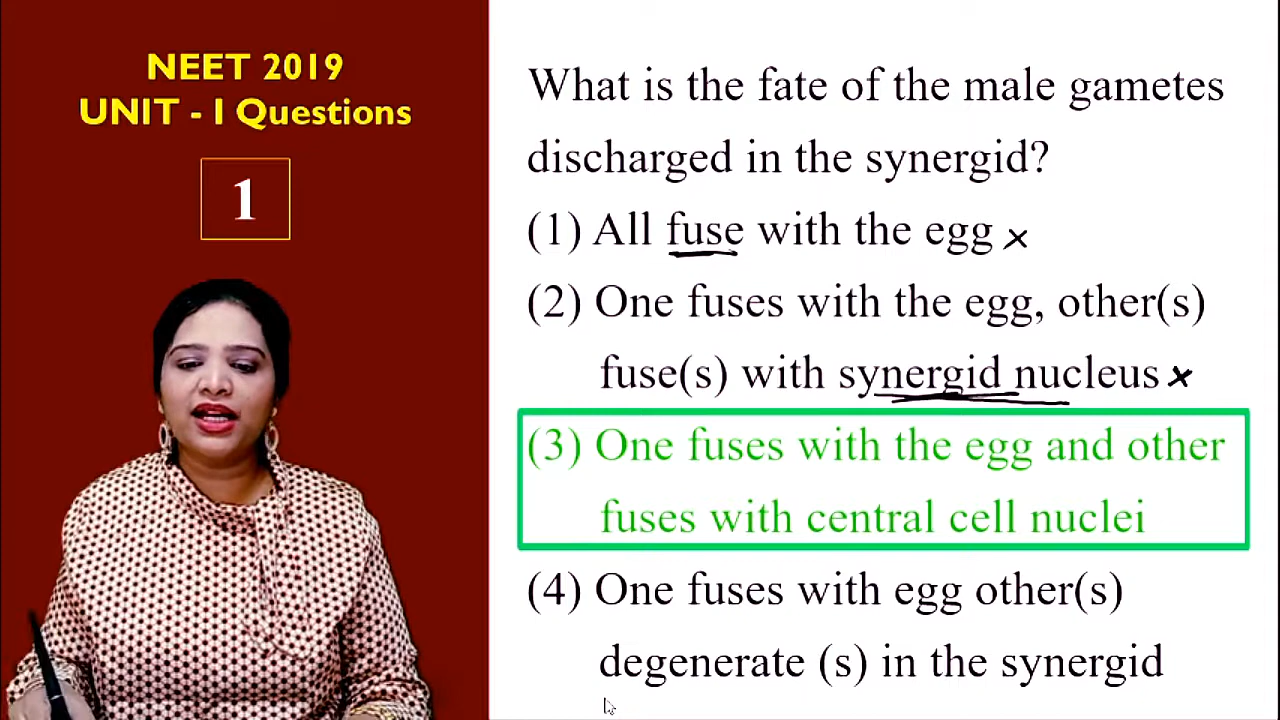 NEET 2019
UNIT - I Questions
1
What is the fate of the male gametes
discharged in the synergid?
(1) All fuse with the egg ×
(2) One fuses with the egg, other(s)
fuse(s) with synergid nucleus ×
(3) One fuses with the egg and other
fuses with central cell nuclei
(4) One fuses with egg other(s)
degenerate (s) in the synergid